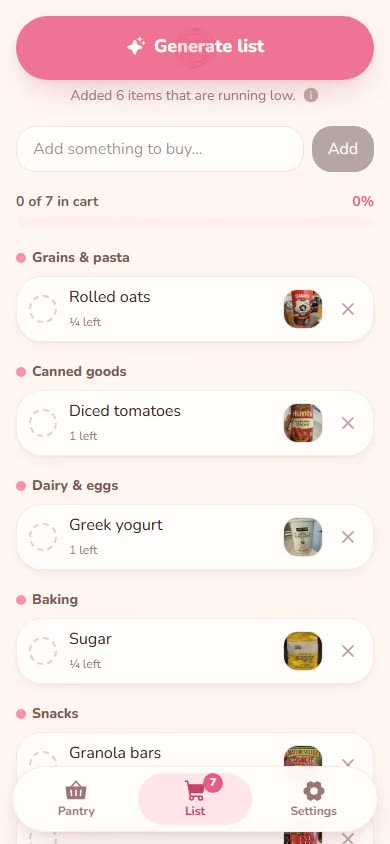 Generate list
Added 6 items that are running low.
Add something to buy...
Add
0 of 7 in cart
0%
Grains & pasta
Rolled oats
¼ left
Canned goods
Diced tomatoes
1 left
Hunts
Dairy & eggs
Greek yogurt
1 left
Baking
Sugar
¼ left
Snacks
Granola bars
Pantry
7
List
Settings